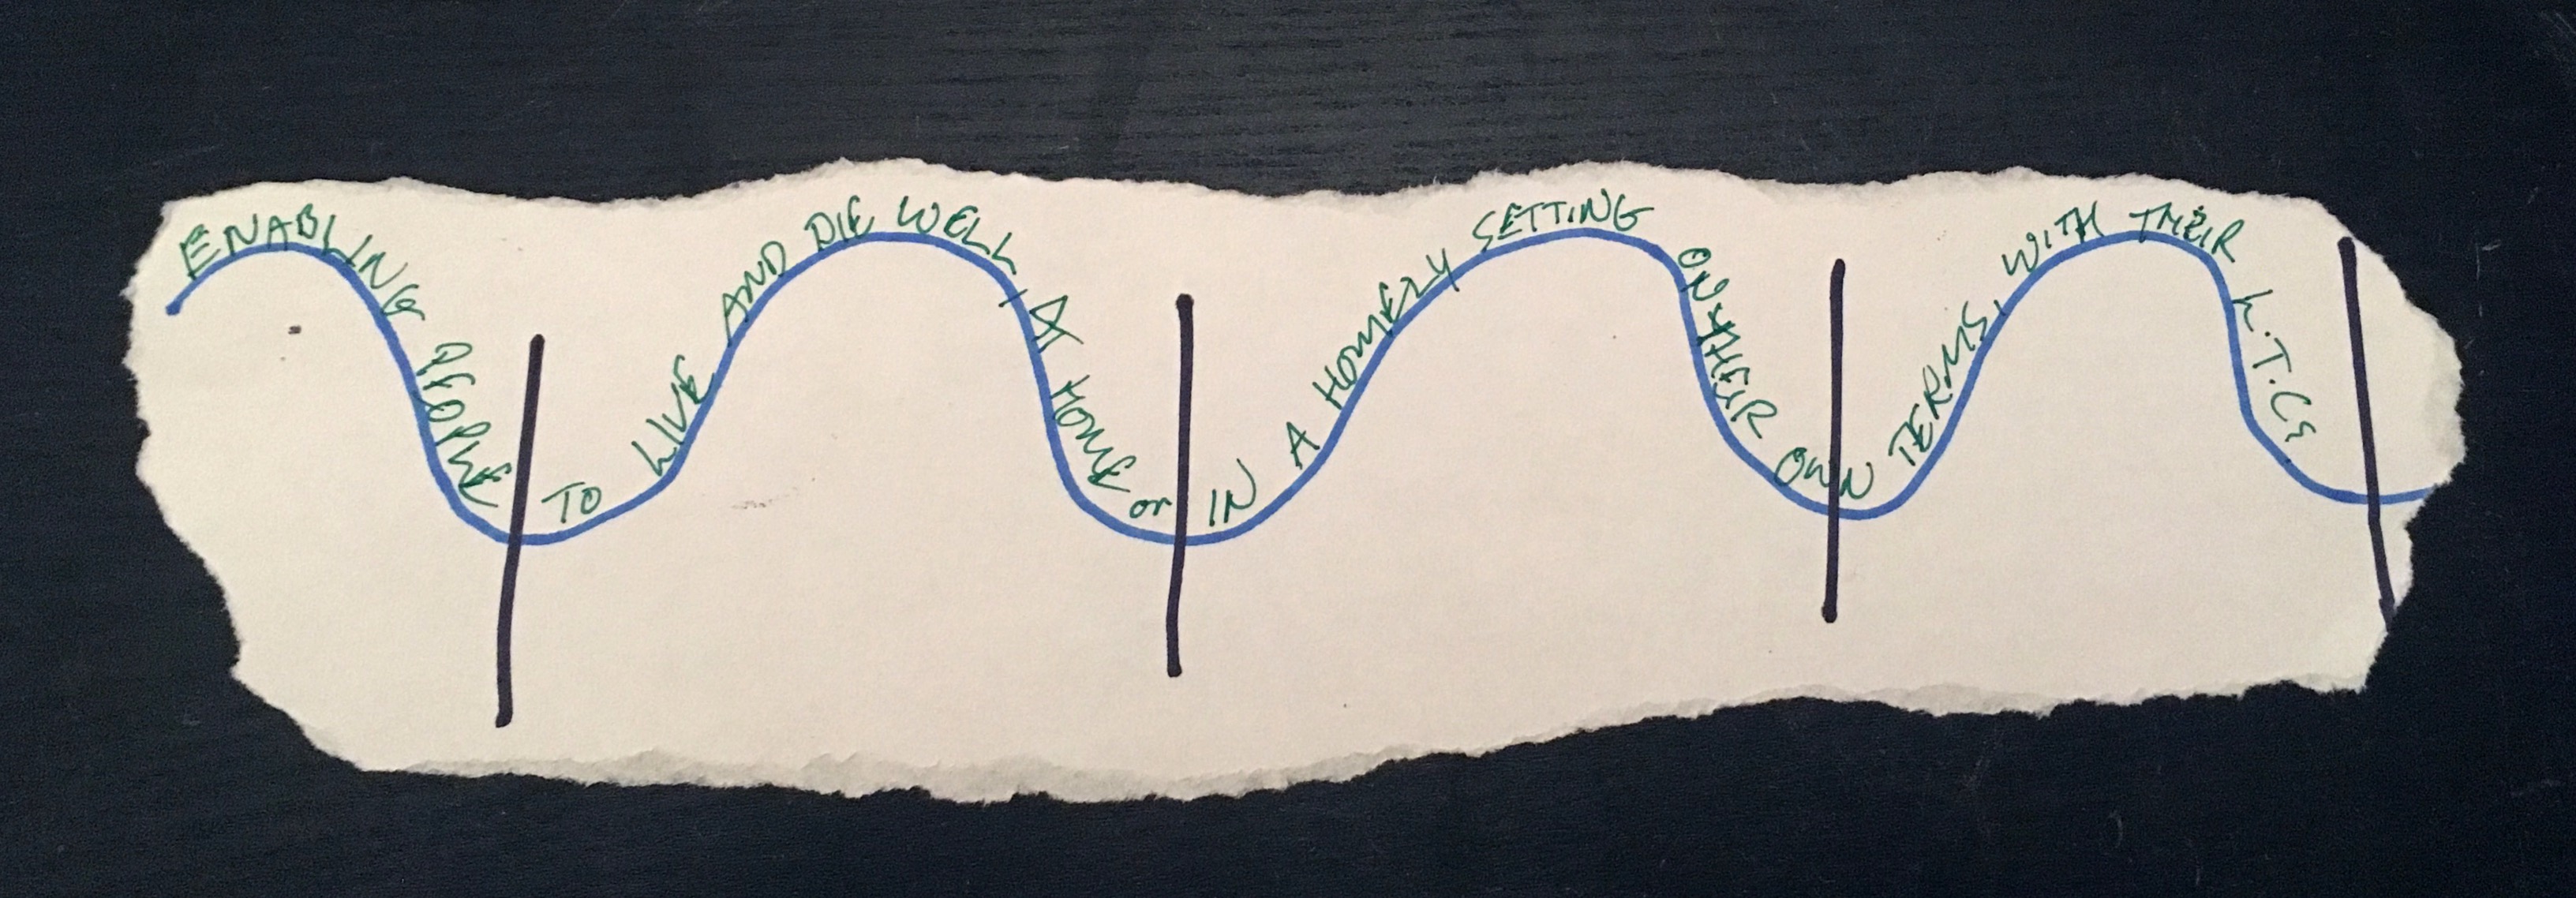 ENABLING PEOPLE TO LIVE AND DIE WELL, At HOME or IN A HOMELY SETTING ON THEIR OWN TERMS, WITH THEIR L.T.Cs